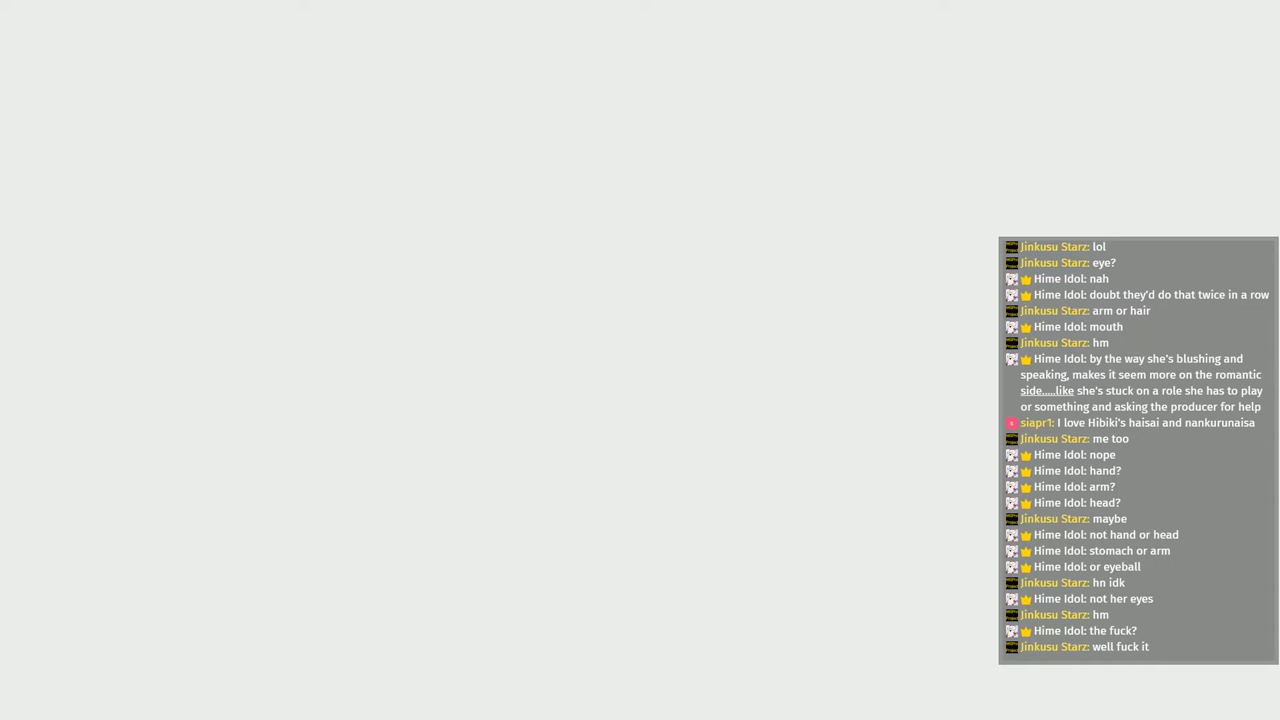 Jinkusu Starz: lol
Jinkusu Starz: eye?
Hime Idol: nah
Hime Idol: doubt they'd do that twice in a row
Jinkusu Starz: arm or hair
Hime Idol: mouth
Jinkusu Starz: hm
Hime Idol: by the way she's blushing and
speaking, makes it seem more on the romantic
side.....like she's stuck on a role she has to play
or something and asking the producer for help
siapr1: I love Hibiki's haisai and nankurunaisa
Jinkusu Starz: me too
Hime Idol: nope
Hime Idol: hand?
Hime Idol: arm?
Hime Idol: head?
Jinkusu Starz: maybe
Hime Idol: not hand or head
Hime Idol: stomach or arm
Hime Idol: or eyeball
Jinkusu Starz: hn idk
Hime Idol: not her eyes
Jinkusu Starz: hm
Hime Idol: the fuck?
Jinkusu Starz: well fuck it